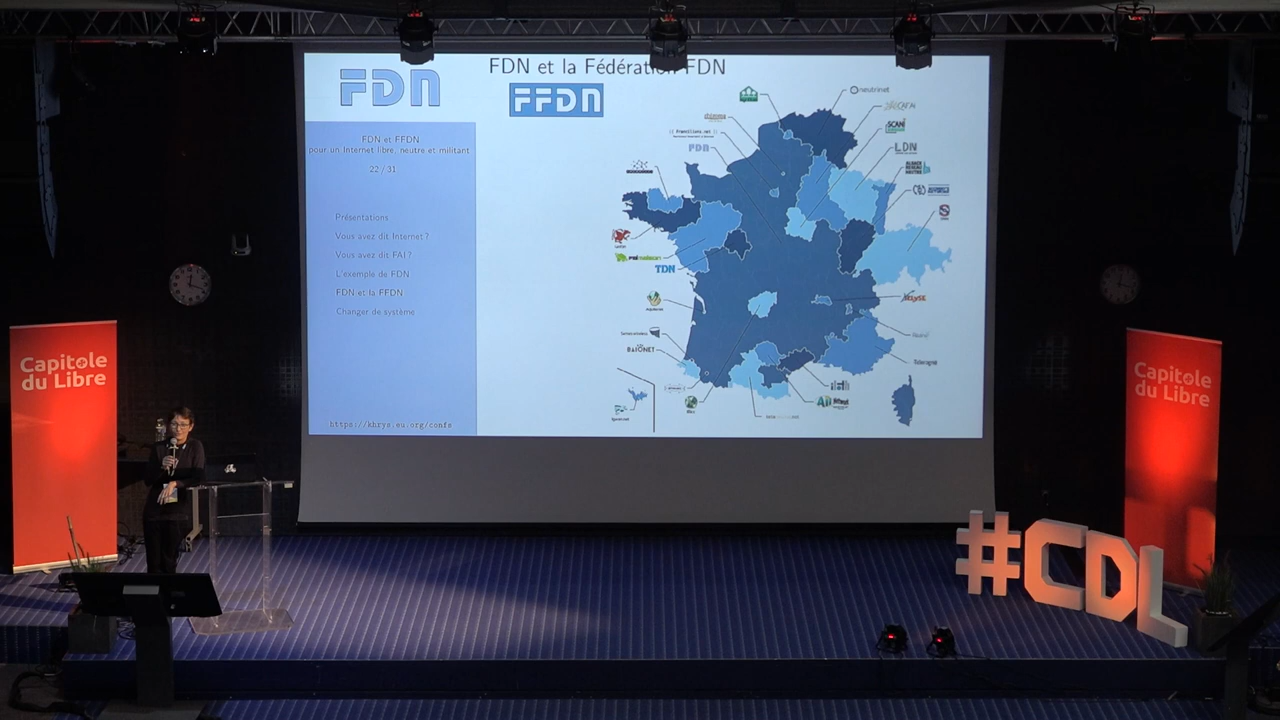 FDN et la Fédération FDN
FDN
FFDN
FDN et FFDN
pour un Internet libre, neutre et militant
22/31
Présentations
Vous avez dit Internet ?
Vous avez dit FAI ?
L'exemple de FDN
FDN et la FFDN
Changer de système
https://khrys.eu.org/confs
neutrinet
SCANI
LDN
FDN
TDN
BAIONET
Capitole
du Libre
Capitole
du Libre
#CDL